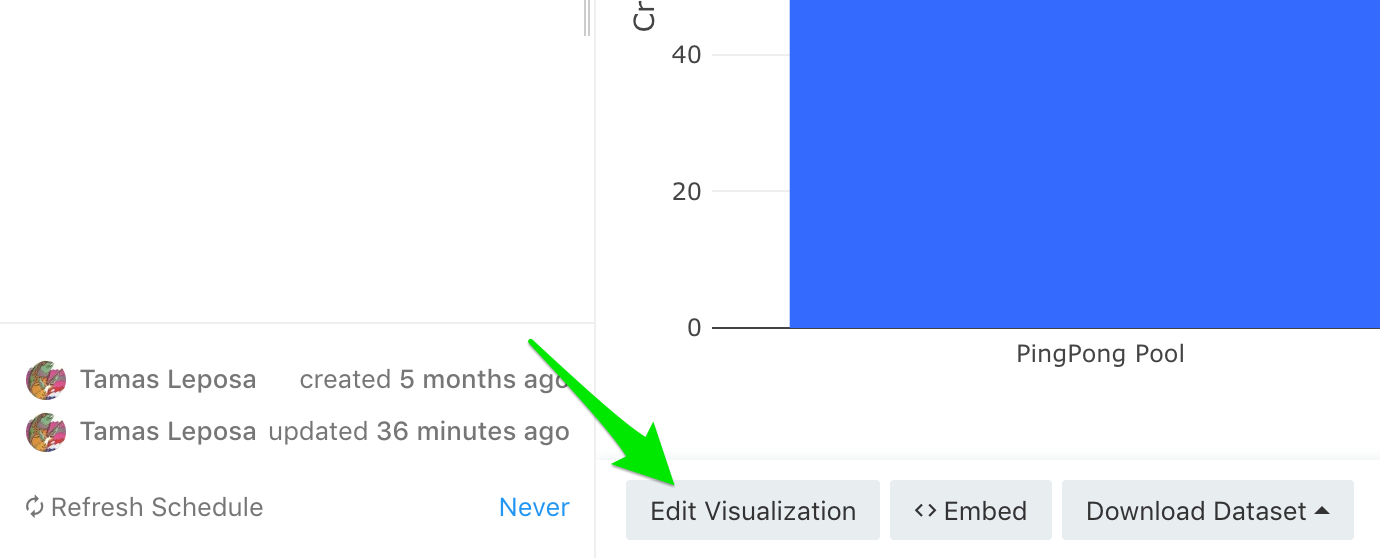 Cr
40
20
0
PingPong Pool
Tamas Leposa created 5 months ago
Tamas Leposa updated 36 minutes ago
Refresh Schedule Never
Edit Visualization
<> Embed
Download Dataset